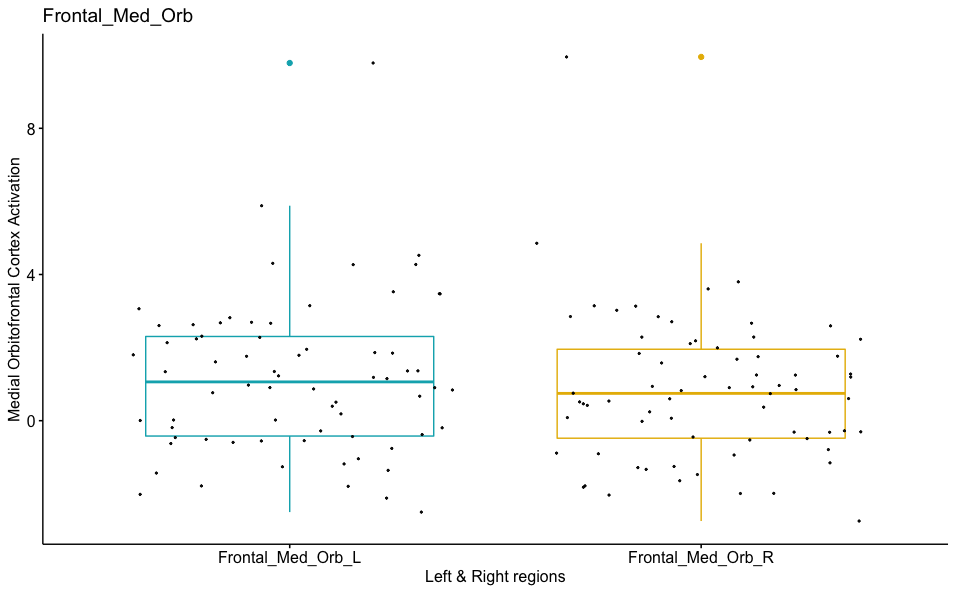 Frontal_Med_Orb
Medial Orbitofrontal Cortex Activation
8
4
0
Frontal_Med_Orb_L
Frontal_Med_Orb_R
Left & Right regions